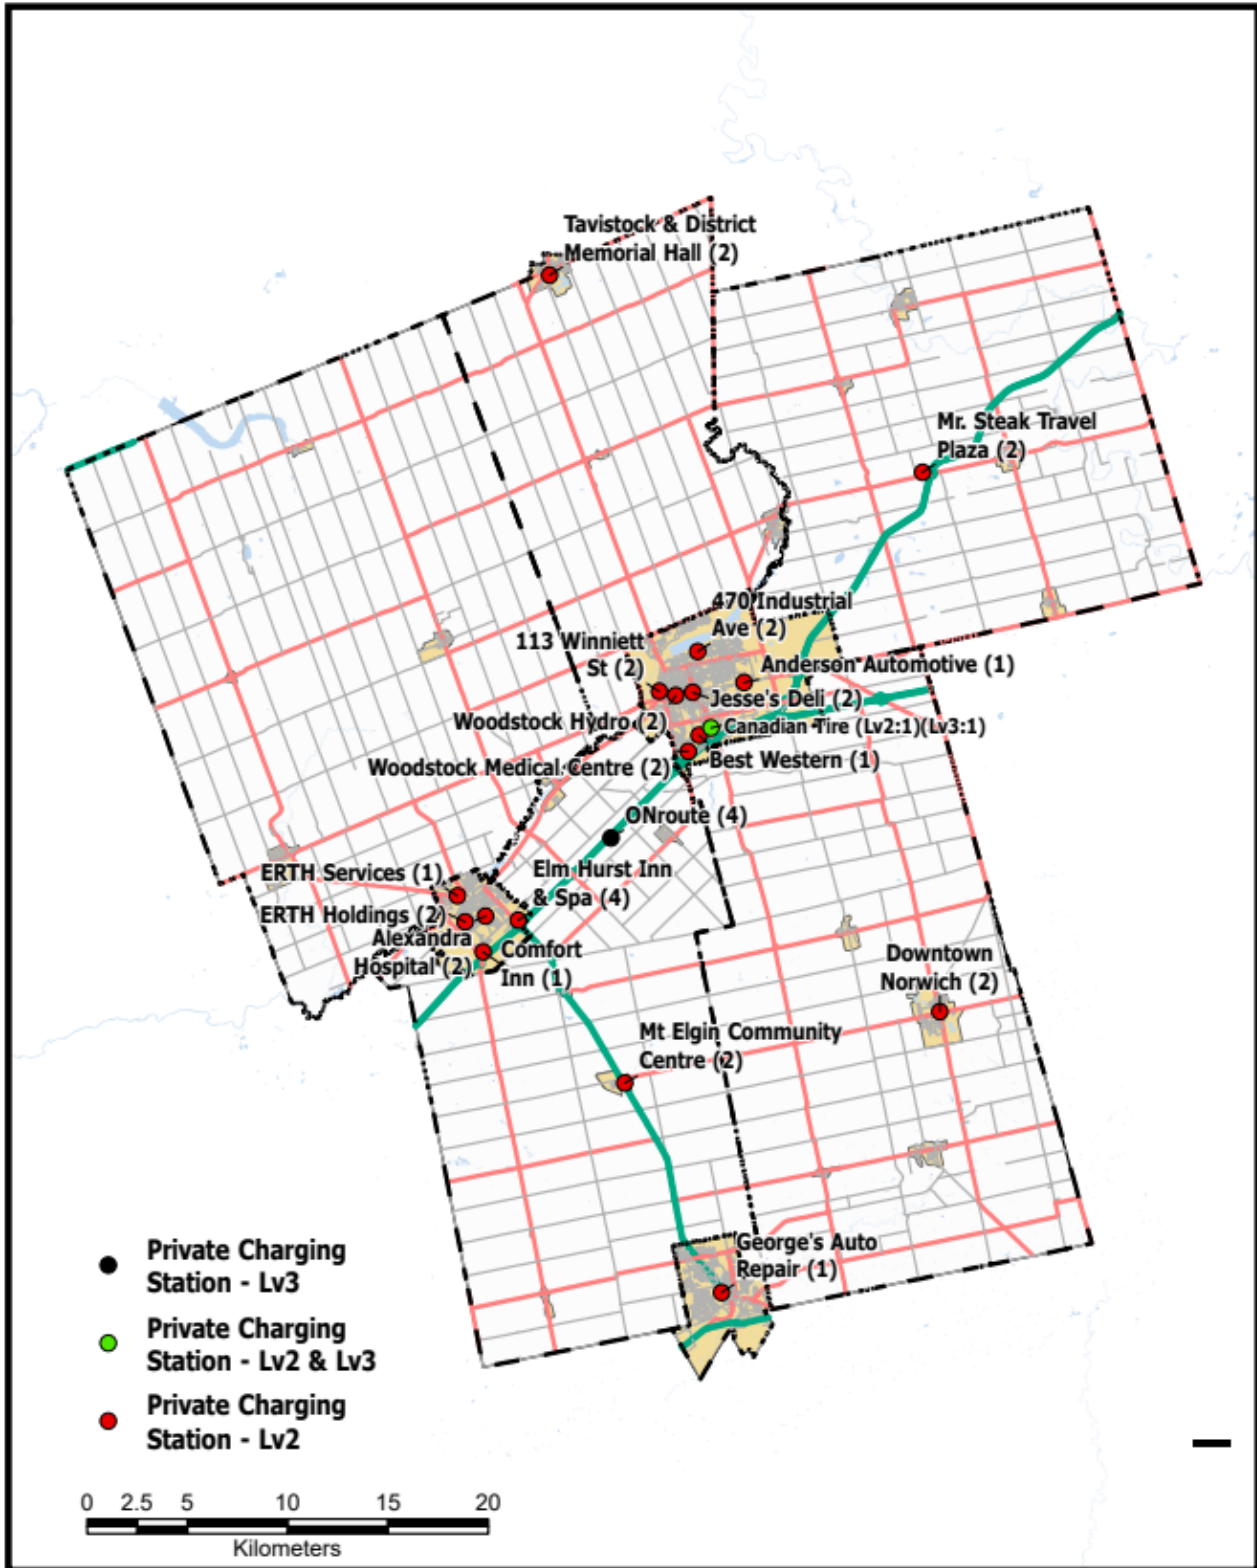 Tavistock & District
Memorial Hall (2)
Mr. Steak Travel
Plaza (2)
470 Industrial
Ave (2)
113 Winniett
St (2)
Anderson Automotive (1)
Jesse's Deli (2)
Woodstock Hydro (2)
Canadian Tire (Lv2:1)(Lv3:1)
Best Western (1)
Woodstock Medical Centre (2)
ONroute (4)
Elm Hurst Inn
& Spa (4)
ERTH Services (1)
ERTH Holdings (2)
Alexandra
Hospital (2)
Comfort
Inn (1)
Downtown
Norwich (2)
Mt Elgin Community
Centre (2)
George's Auto
Repair (1)
Private Charging
Station - Lv3
Private Charging
Station - Lv2 & Lv3
Private Charging
Station - Lv2
0 2.5 5 10 15 20
Kilometers